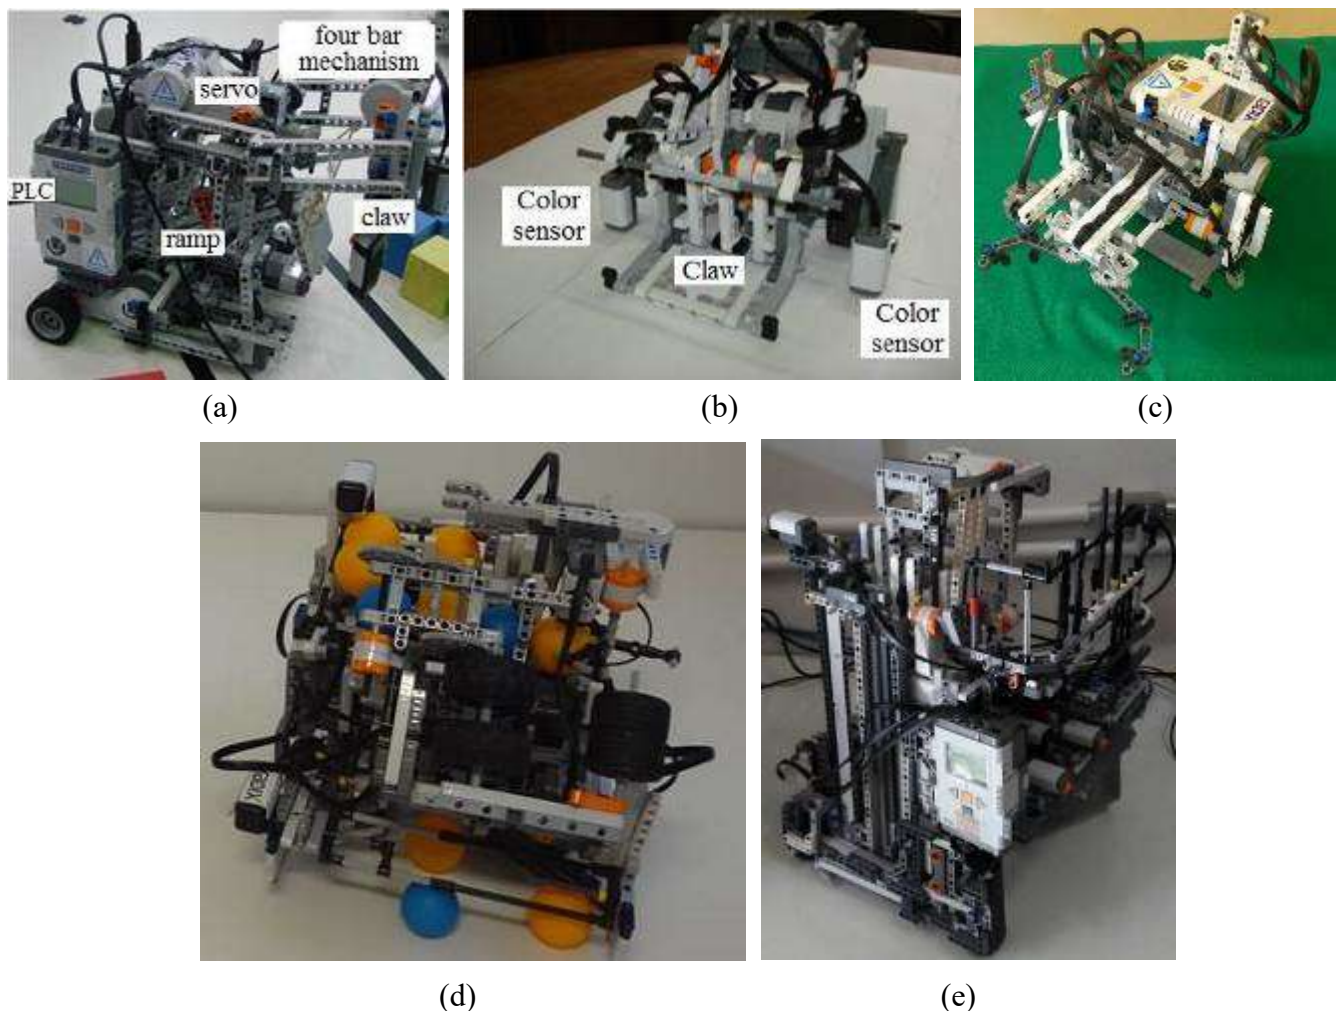 four bar
mechanism
servo
PLC
claw
ramp
Color
sensor
Claw
Color
sensor
(a)
(b)
(c)
(d)
(e)